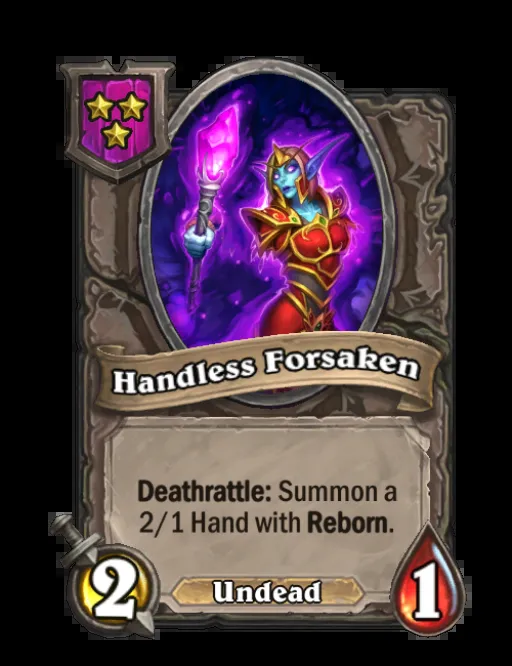 Handless Forsaken
Deathrattle: Summon a
2/1 Hand with Reborn.
2
Undead
1